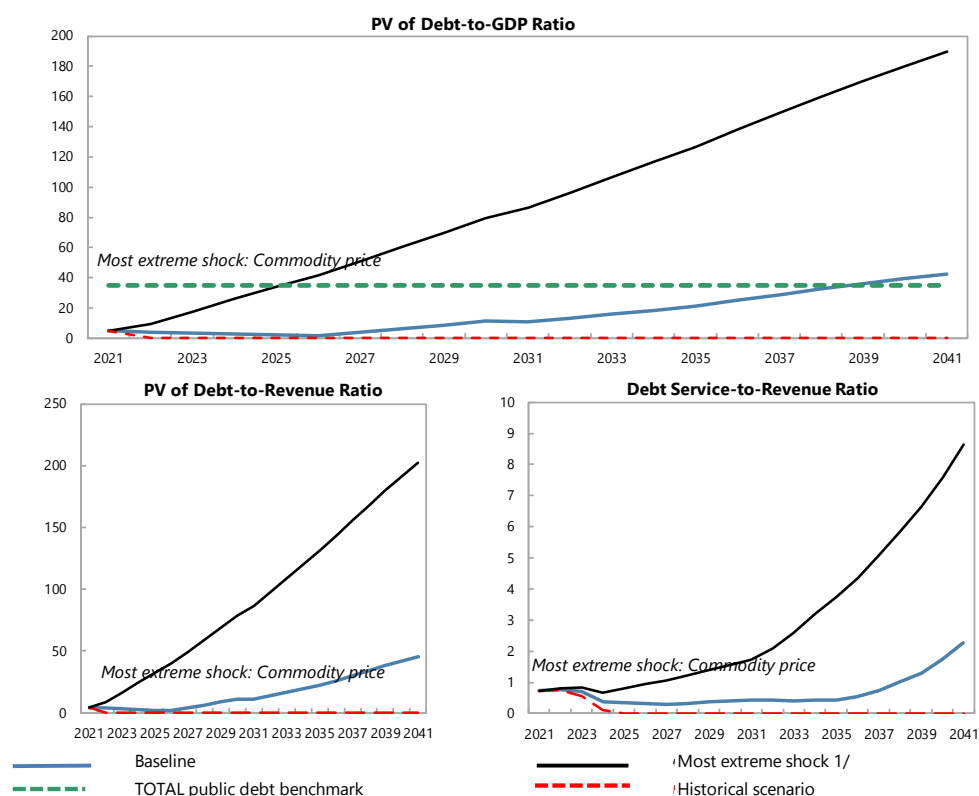 PV of Debt-to-GDP Ratio
200
180
160
140
120
100
80
60
40
20
0
Most extreme shock: Commodity price
2021 2023 2025 2027 2029 2031 2033 2035 2037 2039 2041
PV of Debt-to-Revenue Ratio
250
200
150
100
50
0
Most extreme shock: Commodity price
2021 2023 2025 2027 2029 2031 2033 2035 2037 2039 2041
Debt Service-to-Revenue Ratio
10
9
8
7
6
5
4
3
2
1
0
Most extreme shock: Commodity price
2021 2023 2025 2027 2029 2031 2033 2035 2037 2039 2041
Baseline
Most extreme shock 1/
TOTAL public debt benchmark
Historical scenario